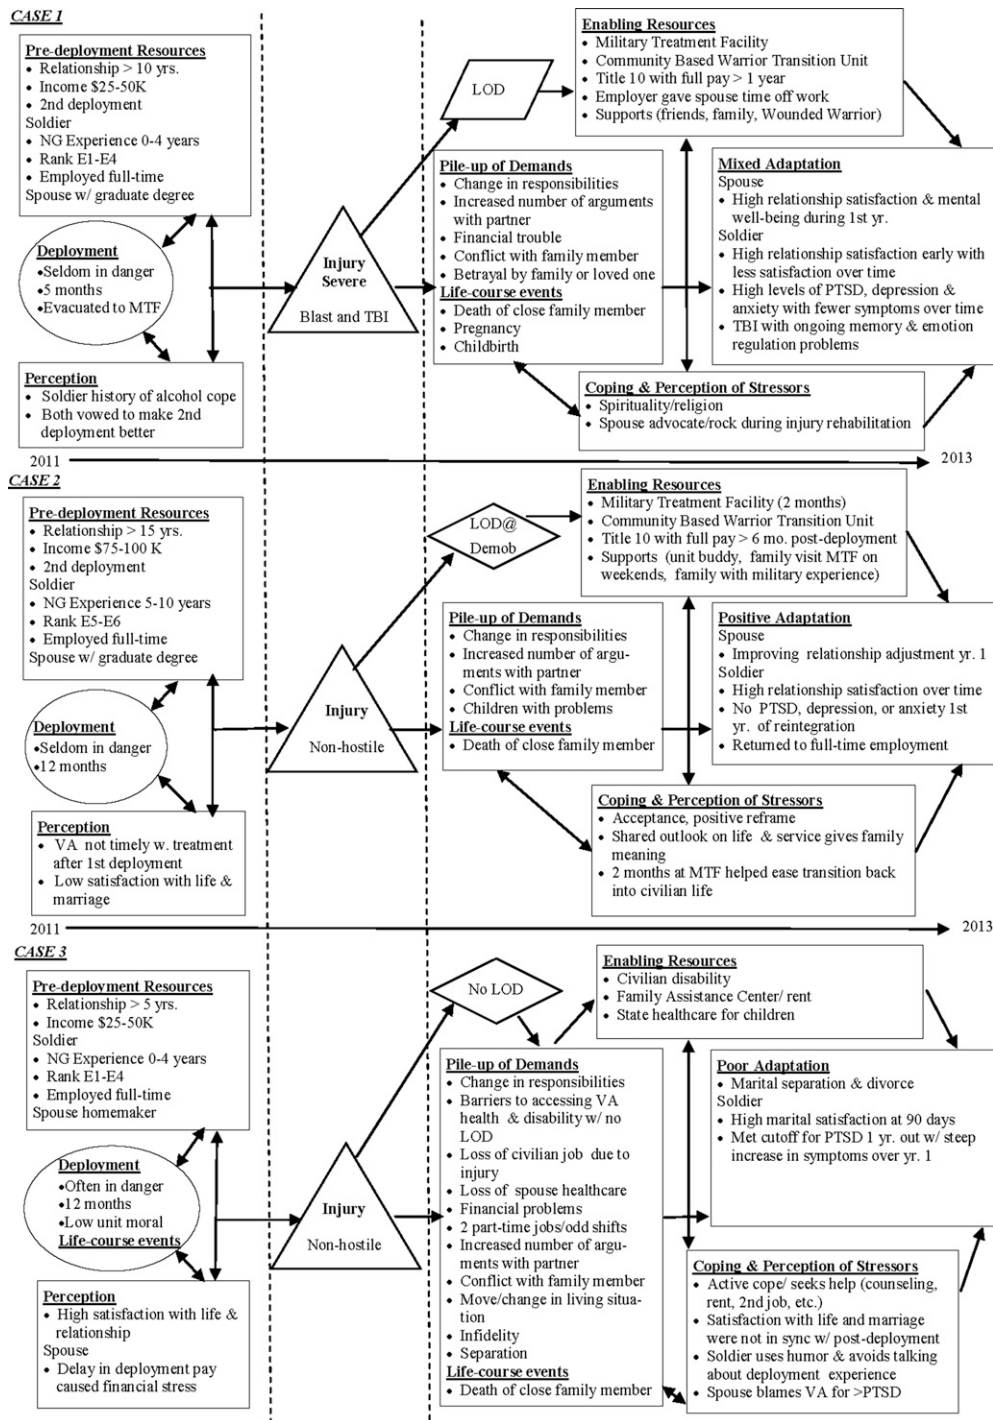 CASE 1
Pre-deployment Resources
• Relationship > 10 yrs.
• Income $25-50K
• 2nd deployment
Soldier
• NG Experience 0-4 years
• Rank E1-E4
• Employed full-time
Spouse w/ graduate degree
Deployment
•Seldom in danger
•5 months
•Evacuated to MTF
Perception
• Soldier history of alcohol cope
• Both vowed to make 2nd
deployment better
Injury
Severe
Blast and TBI
LOD
Enabling Resources
• Military Treatment Facility
• Community Based Warrior Transition Unit
• Title 10 with full pay > 1 year
• Employer gave spouse time off work
• Supports (friends, family, Wounded Warrior)
Pile-up of Demands
• Change in responsibilities
• Increased number of arguments
with partner
• Financial trouble
• Conflict with family member
• Betrayal by family or loved one
Life-course events
• Death of close family member
• Pregnancy
• Childbirth
Mixed Adaptation
Spouse
• High relationship satisfaction & mental
well-being during 1st yr.
Soldier
• High relationship satisfaction early with
less satisfaction over time
• High levels of PTSD, depression &
anxiety with fewer symptoms over time
• TBI with ongoing memory & emotion
regulation problems
Coping & Perception of Stressors
• Spirituality/religion
• Spouse advocate/rock during injury rehabilitation
2011
2013
CASE 2
Pre-deployment Resources
• Relationship > 15 yrs.
• Income $75-100 K
• 2nd deployment
Soldier
• NG Experience 5-10 years
• Rank E5-E6
• Employed full-time
Spouse w/ graduate degree
Deployment
•Seldom in danger
•12 months
Perception
• VA not timely w. treatment
after 1st deployment
• Low satisfaction with life &
marriage
Injury
Non-hostile
LOD@
Demob
Enabling Resources
• Military Treatment Facility (2 months)
• Community Based Warrior Transition Unit
• Title 10 with full pay > 6 mo. post-deployment
• Supports (unit buddy, family visit MTF on
weekends, family with military experience)
Pile-up of Demands
• Change in responsibilities
• Increased number of argu-
ments with partner
• Conflict with family member
• Children with problems
Life-course events
• Death of close family member
Positive Adaptation
Spouse
• Improving relationship adjustment yr. 1
Soldier
• High relationship satisfaction over time
• No PTSD, depression, or anxiety 1st
yr. of reintegration
• Returned to full-time employment
Coping & Perception of Stressors
• Acceptance, positive reframe
• Shared outlook on life & service gives family
meaning
• 2 months at MTF helped ease transition back
into civilian life
2011
2013
CASE 3
Pre-deployment Resources
• Relationship > 5 yrs.
• Income $25-50K
Soldier
• NG Experience 0-4 years
• Rank E1-E4
• Employed full-time
Spouse homemaker
Deployment
•Often in danger
•12 months
•Low unit moral
Life-course events
Perception
• High satisfaction with life &
relationship
Spouse
• Delay in deployment pay
caused financial stress
Injury
Non-hostile
No LOD
Enabling Resources
• Civilian disability
• Family Assistance Center/ rent
• State healthcare for children
Pile-up of Demands
• Change in responsibilities
• Barriers to accessing VA
health & disability w/ no
LOD
• Loss of civilian job due to
injury
• Loss of spouse healthcare
• Financial problems
• 2 part-time jobs/odd shifts
• Increased number of argu-
ments with partner
• Conflict with family member
• Move/change in living situa-
tion
• Infidelity
• Separation
Life-course events
• Death of close family member
Poor Adaptation
• Marital separation & divorce
Soldier
• High marital satisfaction at 90 days
• Met cutoff for PTSD 1 yr. out w/ steep
increase in symptoms over yr. 1
Coping & Perception of Stressors
• Active cope/ seeks help (counseling,
rent, 2nd job, etc.)
• Satisfaction with life and marriage
were not in sync w/ post-deployment
• Soldier uses humor & avoids talking
about deployment experience
• Spouse blames VA for >PTSD